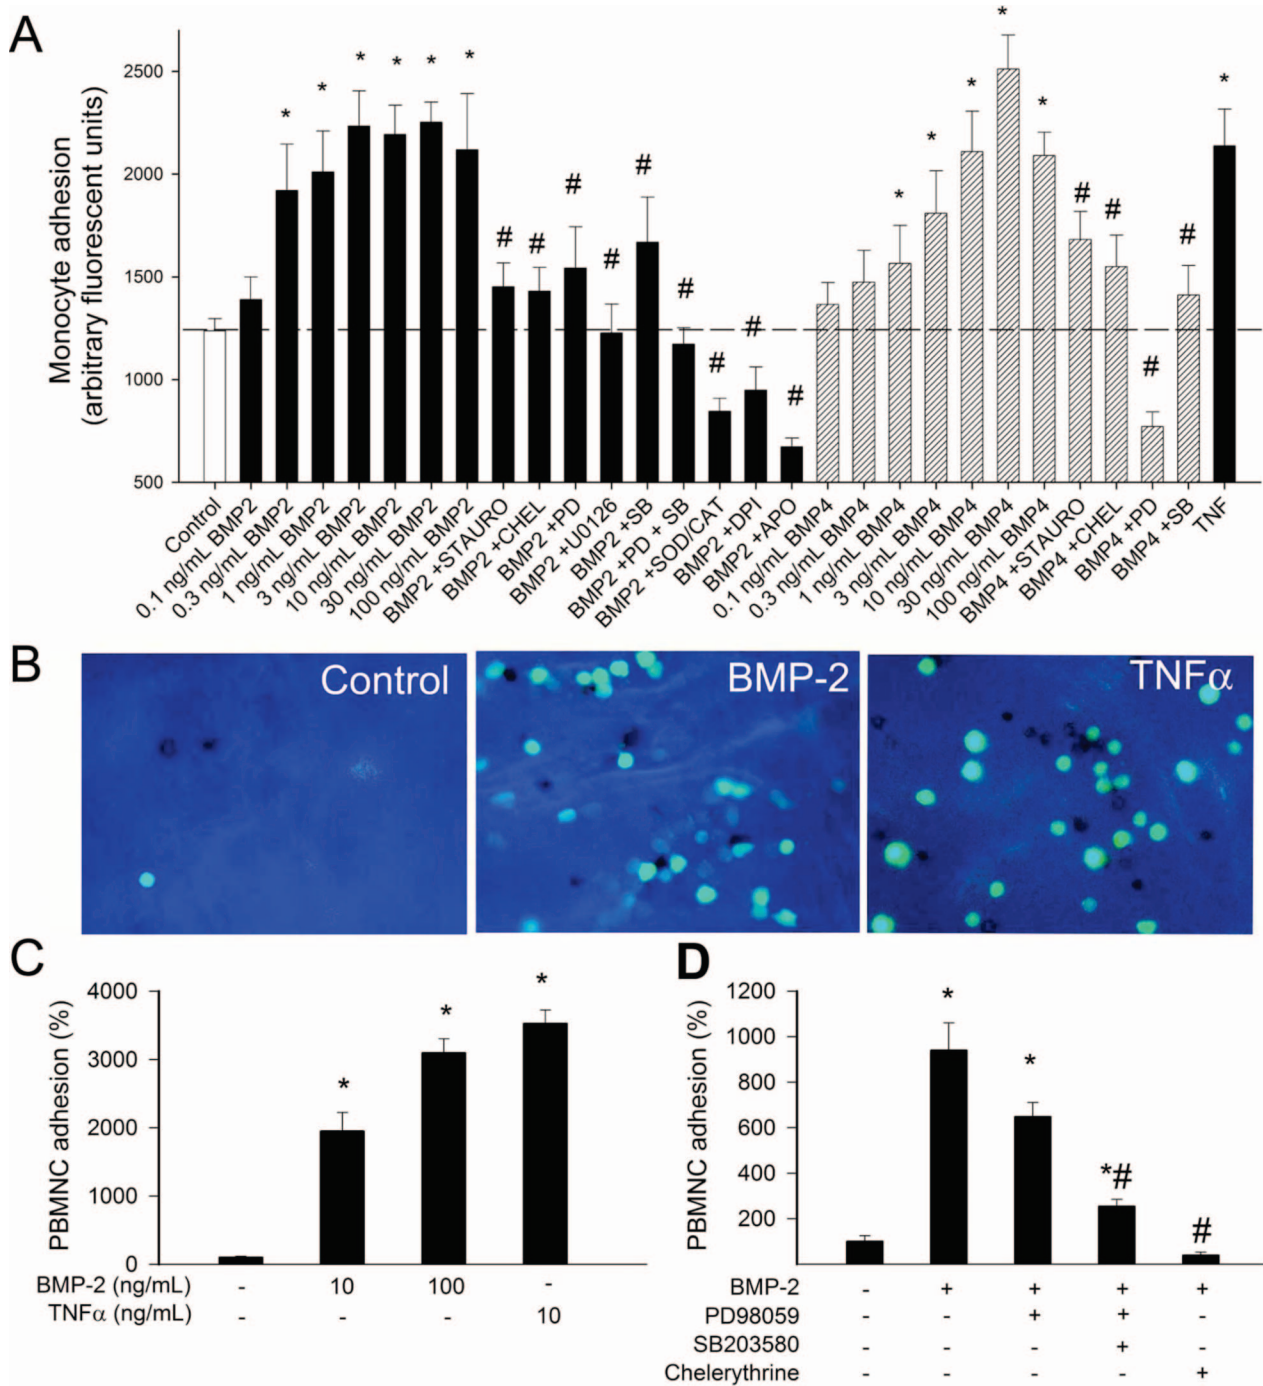 A
Monocyte adhesion
(arbitrary fluorescent units)
2500
2000
1500
1000
500
* * * * * * # # # # # # # # # * * * * * # # # # *
Control
0.1 ng/mL BMP2
0.3 ng/mL BMP2
1 ng/mL BMP2
3 ng/mL BMP2
10 ng/mL BMP2
30 ng/mL BMP2
100 ng/mL BMP2
BMP2 +STAURO
BMP2 +CHEL
BMP2 +PD
BMP2 +U0126
BMP2 +SB
BMP2 +PD + SB
BMP2 +SOD/CAT
BMP2 +DPI
BMP2 +APO
0.1 ng/mL BMP4
0.3 ng/mL BMP4
1 ng/mL BMP4
3 ng/mL BMP4
10 ng/mL BMP4
30 ng/mL BMP4
100 ng/mL BMP4
BMP4 +STAURO
BMP4 +CHEL
BMP4 +PD
BMP4 +SB
TNF
B
Control
BMP-2
TNFα
C
PBMNC adhesion (%)
4000
3000
2000
1000
0
* * *
BMP-2 (ng/mL) - 10 100 -
TNFα (ng/mL) - - - 10
D
PBMNC adhesion (%)
1200
1000
800
600
400
200
* * *# #
BMP-2 - + + + +
PD98059 - - + + -
SB203580 - - - + -
Chelerythrine - - - - +